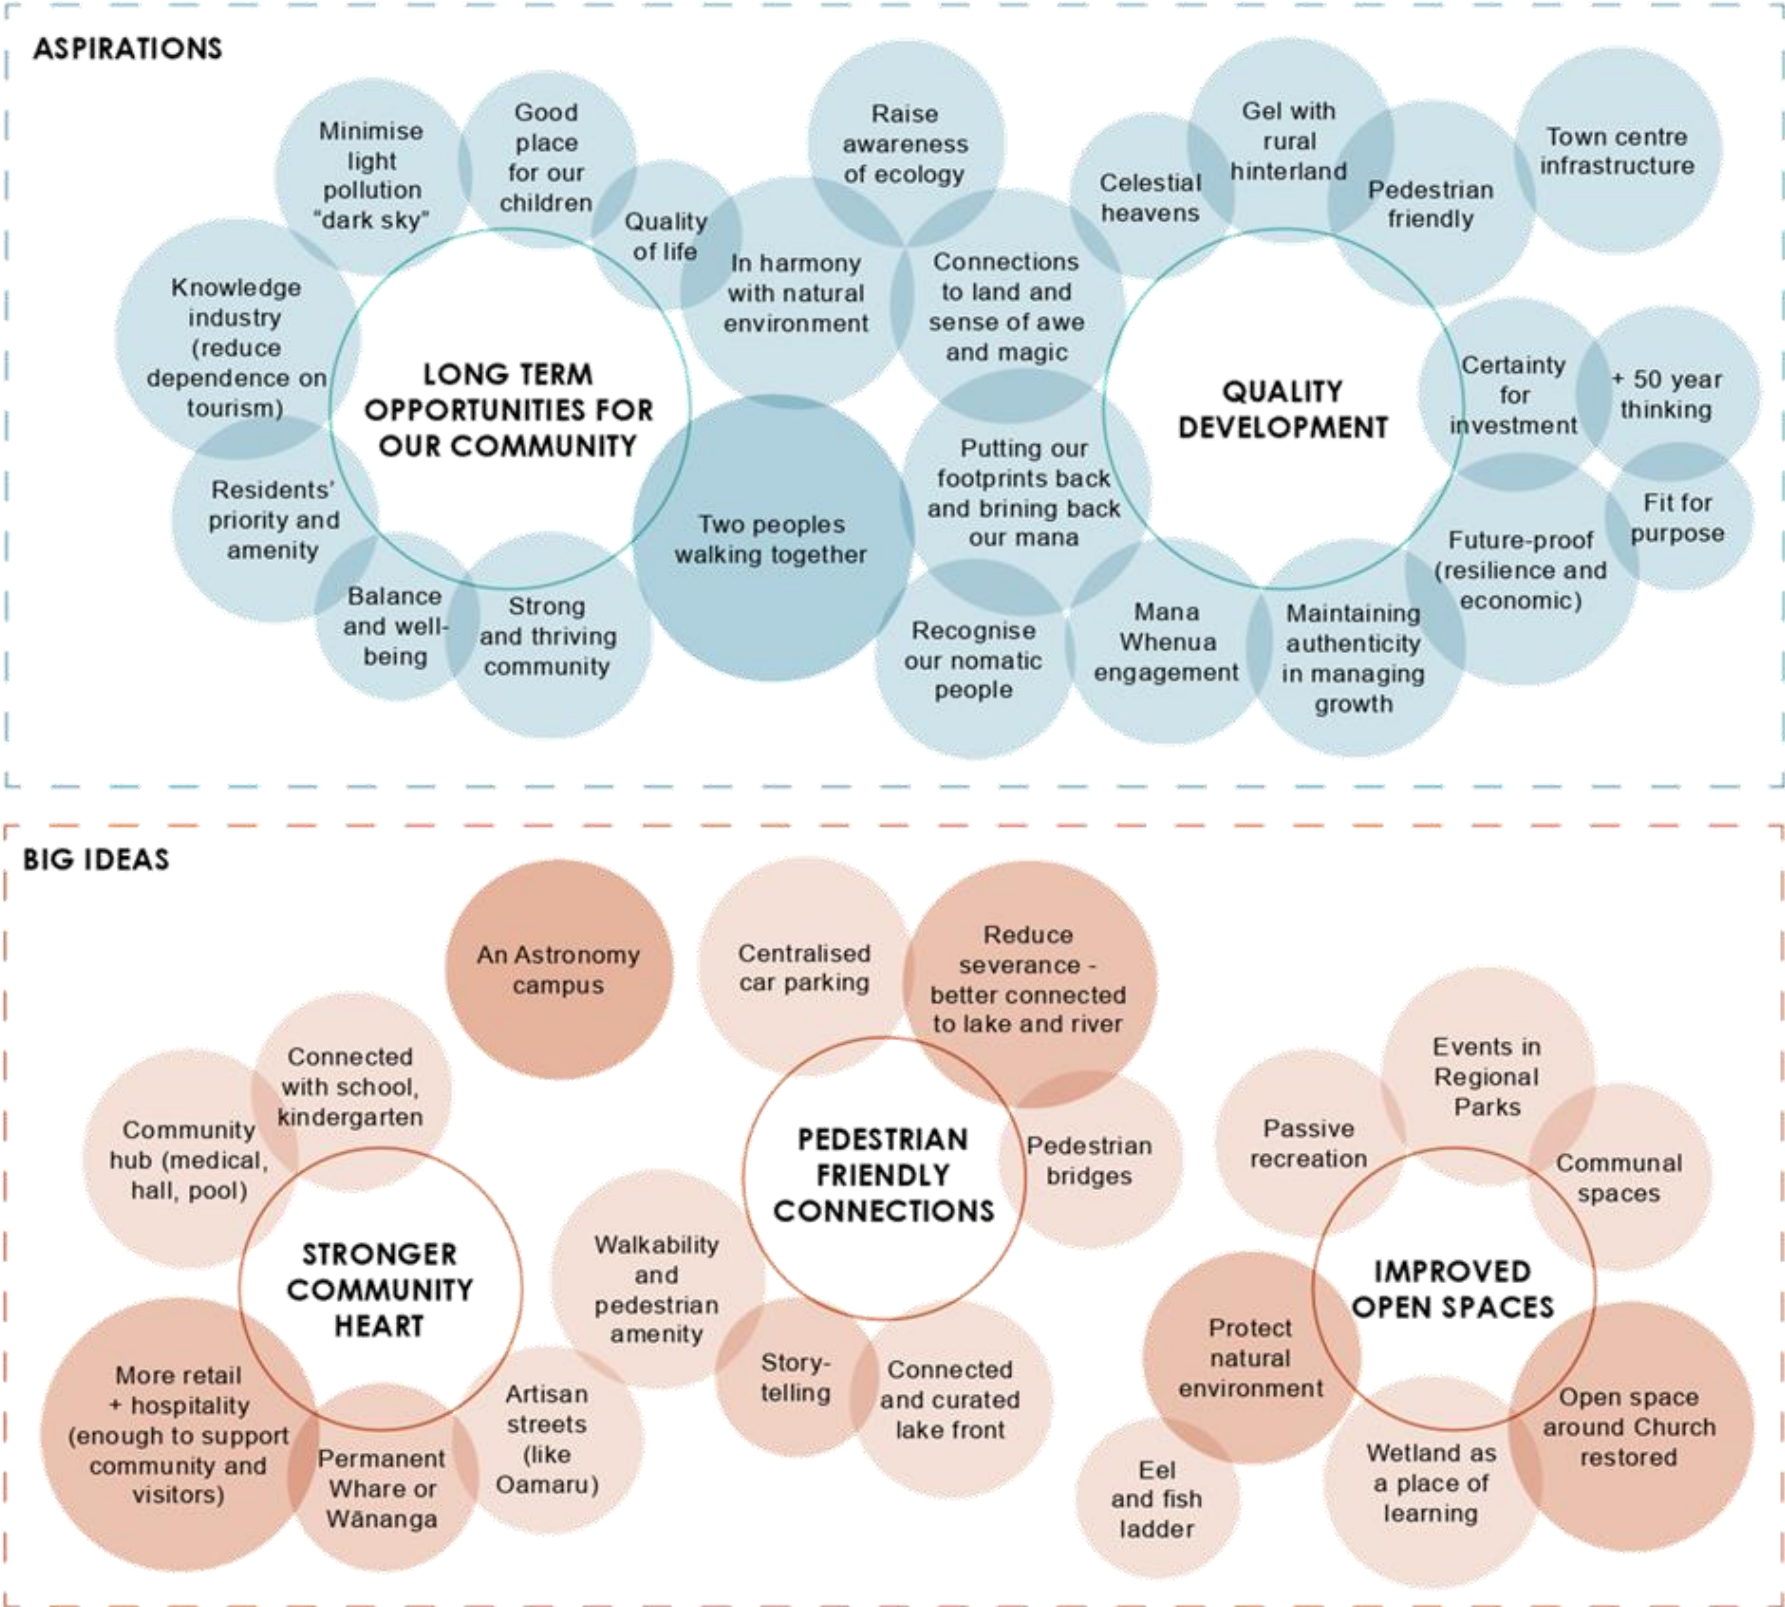 ASPIRATIONS
Minimise
light
pollution
"dark sky"
Good
place
for our
children
Quality
of life
Knowledge
industry
(reduce
dependence on
tourism)
LONG TERM
OPPORTUNITIES FOR
OUR COMMUNITY
Residents'
priority and
amenity
Balance
and well-
being
Strong
and thriving
community
In harmony
with natural
environment
Two peoples
walking together
Raise
awareness
of ecology
Connections
to land and
sense of awe
and magic
Putting our
footprints back
and brining back
our mana
Recognise
our nomatic
people
Celestial
heavens
Gel with
rural
hinterland
Pedestrian
friendly
Town centre
infrastructure
QUALITY
DEVELOPMENT
Certainty
for
investment
+ 50 year
thinking
Fit for
purpose
Future-proof
(resilience and
economic)
Mana
Whenua
engagement
Maintaining
authenticity
in managing
growth
BIG IDEAS
An Astronomy
campus
Connected
with school,
kindergarten
Community
hub (medical,
hall, pool)
STRONGER
COMMUNITY
HEART
More retail
+ hospitality
(enough to support
community and
visitors)
Permanent
Whare or
Wānanga
Artisan
streets
(like
Oamaru)
Centralised
car parking
Reduce
severance -
better connected
to lake and river
PEDESTRIAN
FRIENDLY
CONNECTIONS
Pedestrian
bridges
Walkability
and
pedestrian
amenity
Story-
telling
Connected
and curated
lake front
Events in
Regional
Parks
Passive
recreation
Communal
spaces
IMPROVED
OPEN SPACES
Protect
natural
environment
Eel
and fish
ladder
Wetland as
a place of
learning
Open space
around Church
restored